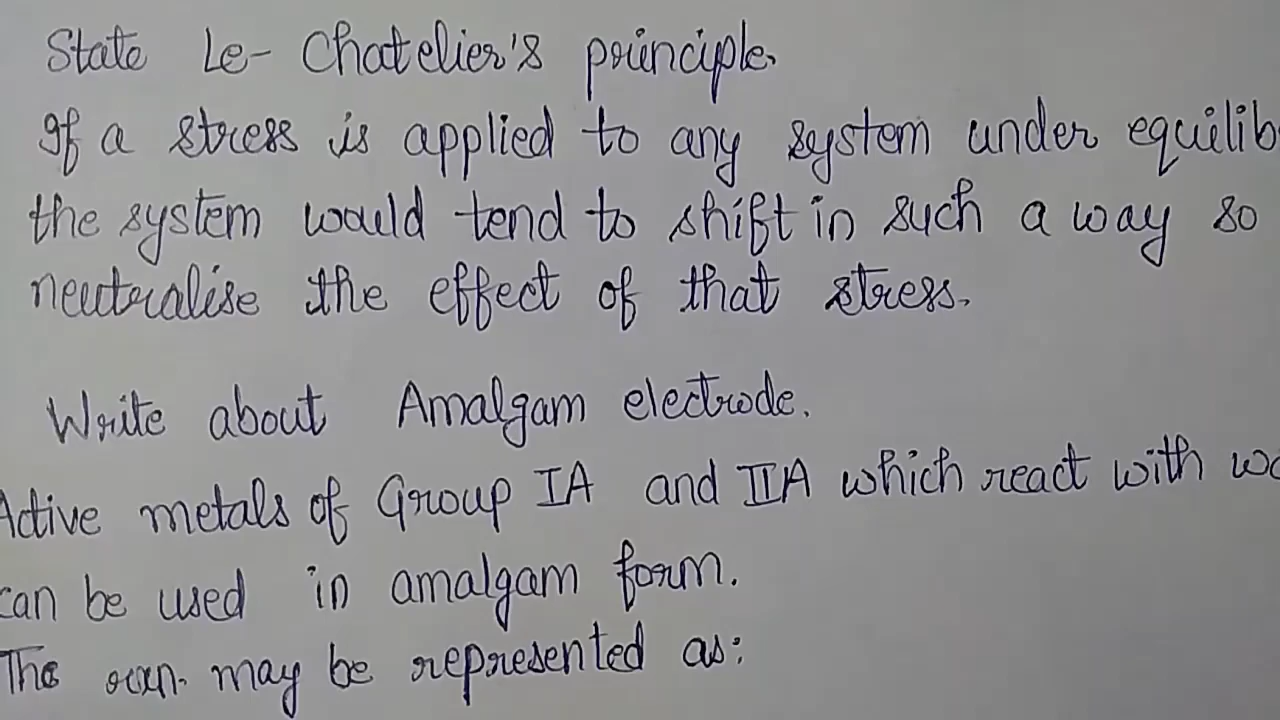 State Le- Chatelier's principle.
If a stress is applied to any system under equilib
the system would tend to shift in such a way so
neutralise the effect of that stress.
Write about Amalgam electrode.
Active metals of Group IA and IIA which react with wa
can be used in amalgam form.
The rxn. may be represented as: